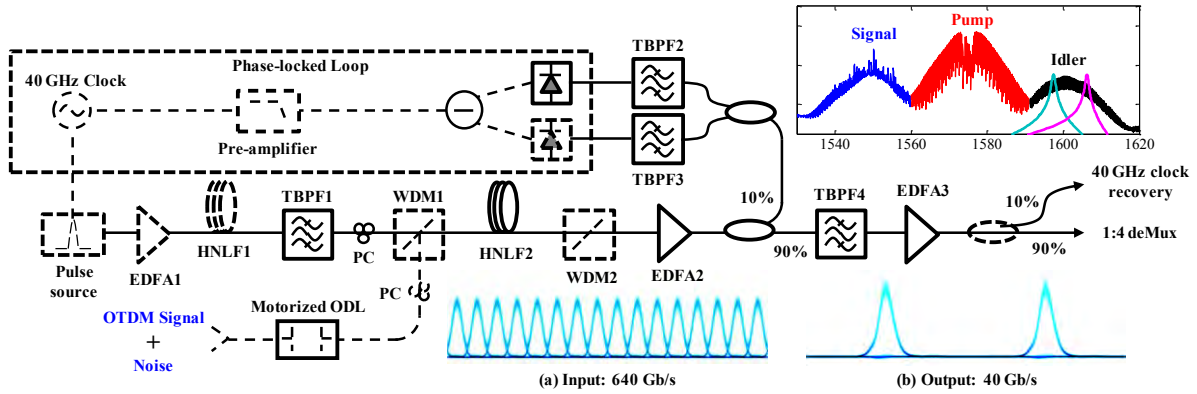 Phase-locked Loop
40 GHz Clock
Pre-amplifier
TBPF2
TBPF3
Signal
Pump
Idler
1540 1560 1580 1600 1620
TBPF1
WDM1
10%
TBPF4
EDFA3
40 GHz clock
recovery
10%
Pulse
source
EDFA1
HNLF1
PC
HNLF2
WDM2
EDFA2
90%
90%
1:4 deMux
PC
Motorized ODL
OTDM Signal
+
Noise
(a) Input: 640 Gb/s
(b) Output: 40 Gb/s